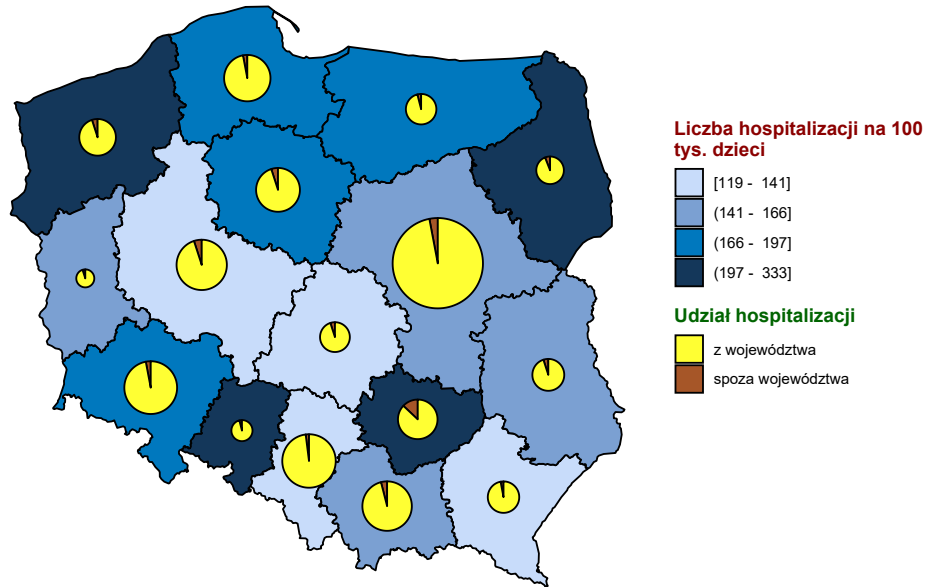 Liczba hospitalizacji na 100
tys. dzieci
[119 - 141]
(141 - 166]
(166 - 197]
(197 - 333]
Udział hospitalizacji
z województwa
spoza województwa